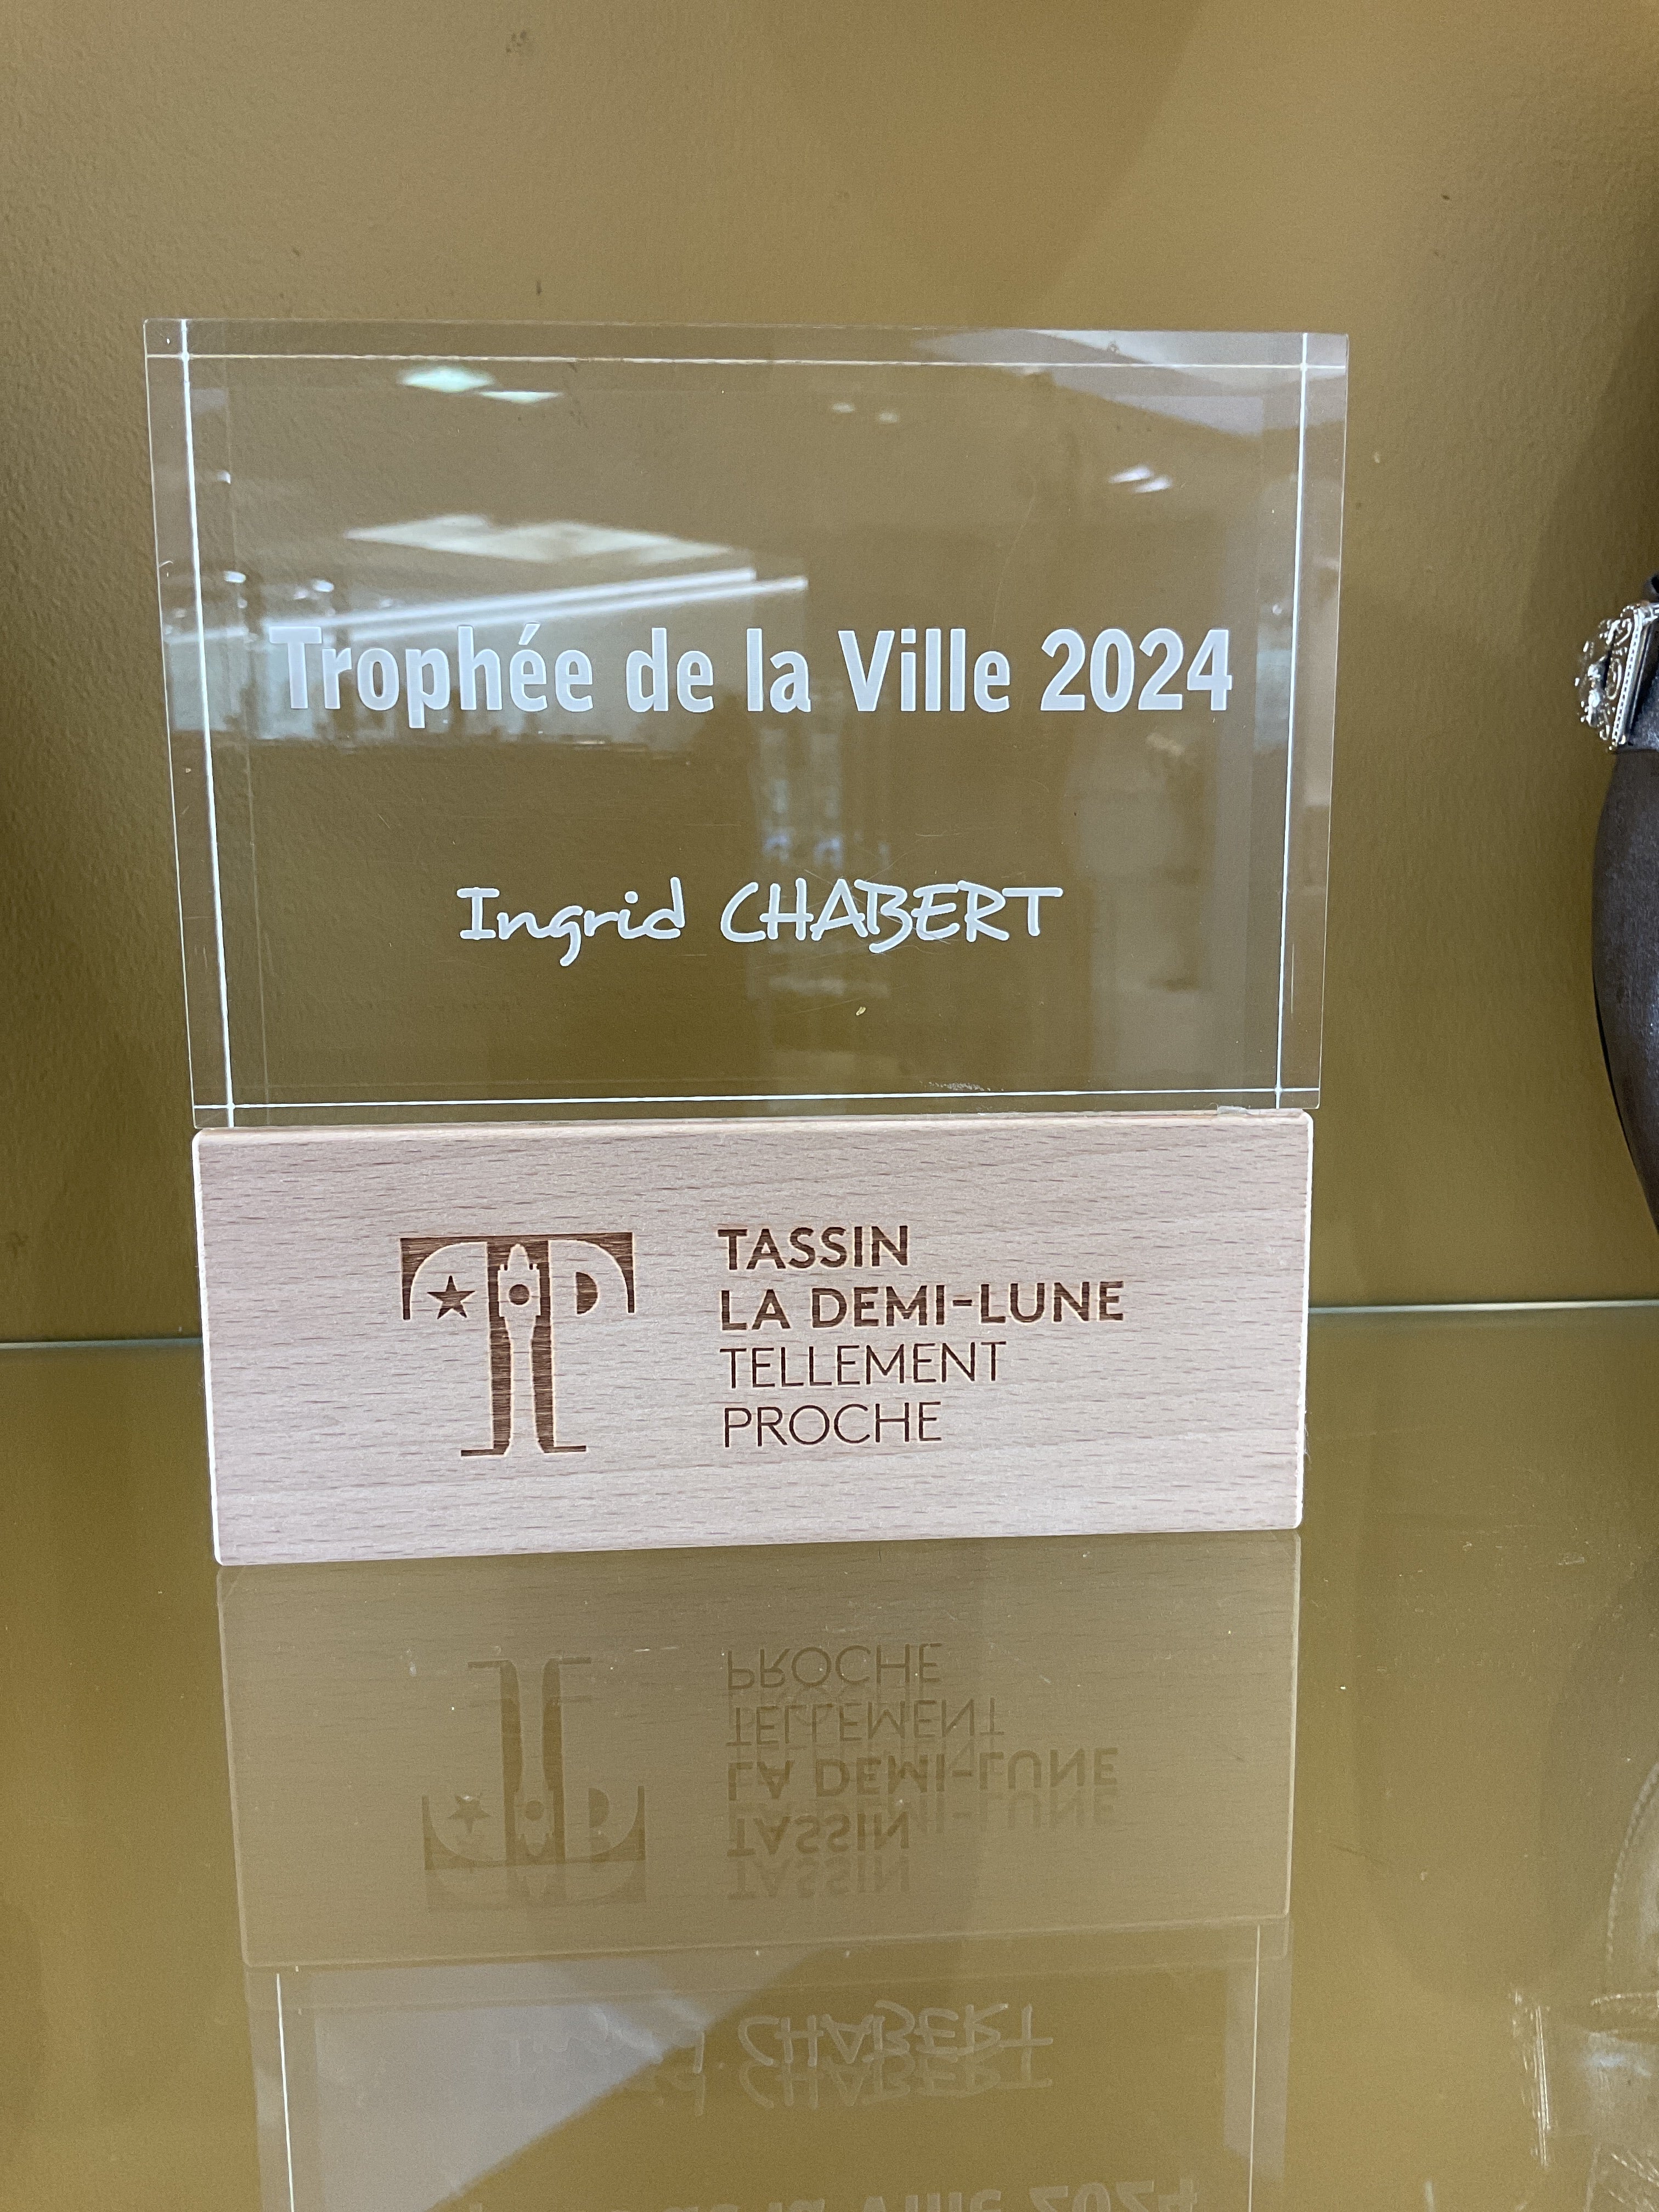 Trophée de la Ville 2024
Ingrid CHABERT
TASSIN
LA DEMI-LUNE
TELLEMENT
PROCHE